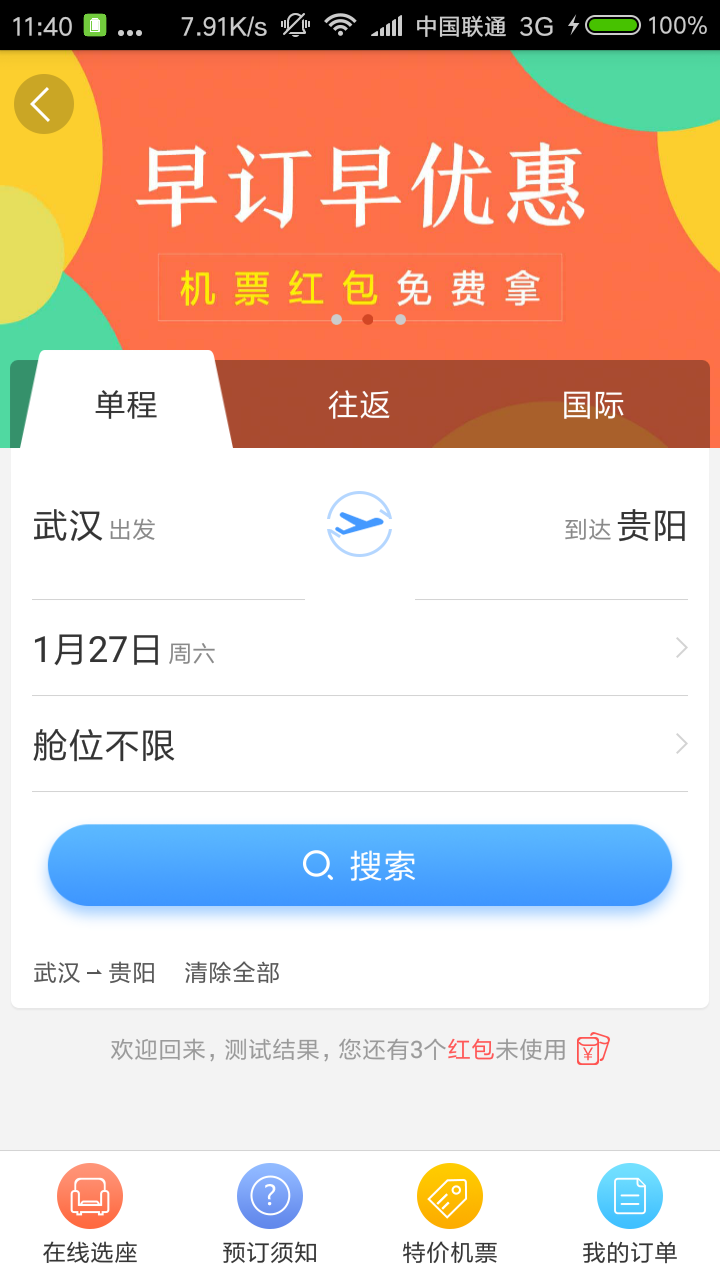 11:40 ... 7.91K/s 中国联通 3G 100%
早订早优惠
机票红包免费拿
单程 往返 国际
武汉 出发 到达 贵阳
1月27日 周六
舱位不限
搜索
武汉 ⇀ 贵阳 清除全部
欢迎回来, 测试结果, 您还有3个红包未使用 ¥
?
在线选座 预订须知 特价机票 我的订单